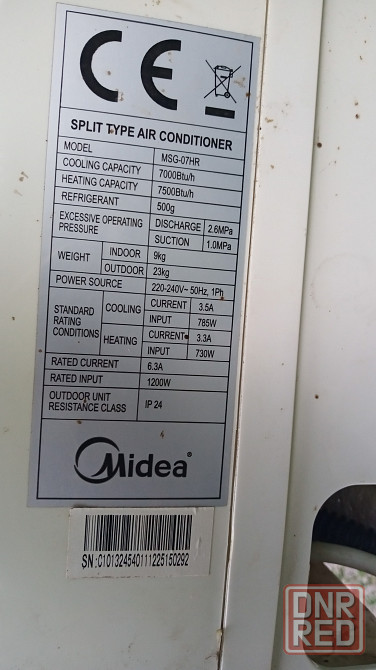 CE
SPLIT TYPE AIR CONDITIONER
MODEL MSG-07HR
COOLING CAPACITY 7000Btu/h
HEATING CAPACITY 7500Btu/h
REFRIGERANT 500g
EXCESSIVE OPERATING PRESSURE DISCHARGE 2.6MPa
SUCTION 1.0MPa
WEIGHT INDOOR 9kg
OUTDOOR 23kg
POWER SOURCE 220-240V~ 50Hz, 1Ph
STANDARD RATING CONDITIONS COOLING CURRENT 3.5A
INPUT 785W
HEATING CURRENT 3.3A
INPUT 730W
RATED CURRENT 6.3A
RATED INPUT 1200W
OUTDOOR UNIT RESISTANCE CLASS IP 24
Midea
SN:C101324540111225150292
DNR
RED